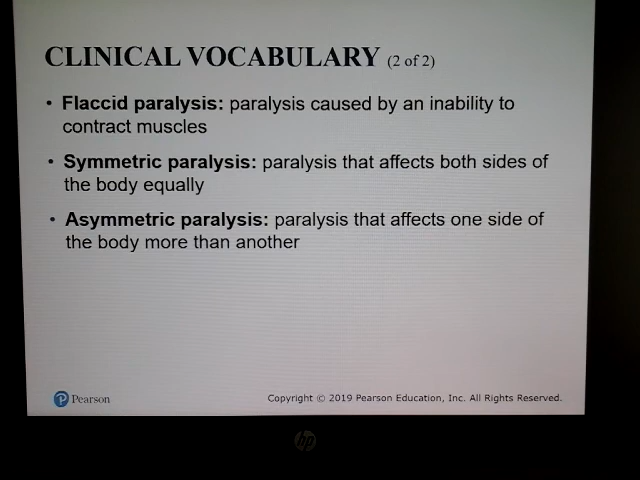 CLINICAL VOCABULARY (2 of 2)
• Flaccid paralysis: paralysis caused by an inability to
contract muscles
• Symmetric paralysis: paralysis that affects both sides of
the body equally
• Asymmetric paralysis: paralysis that affects one side of
the body more than another
P Pearson
Copyright © 2019 Pearson Education, Inc. All Rights Reserved.
hp